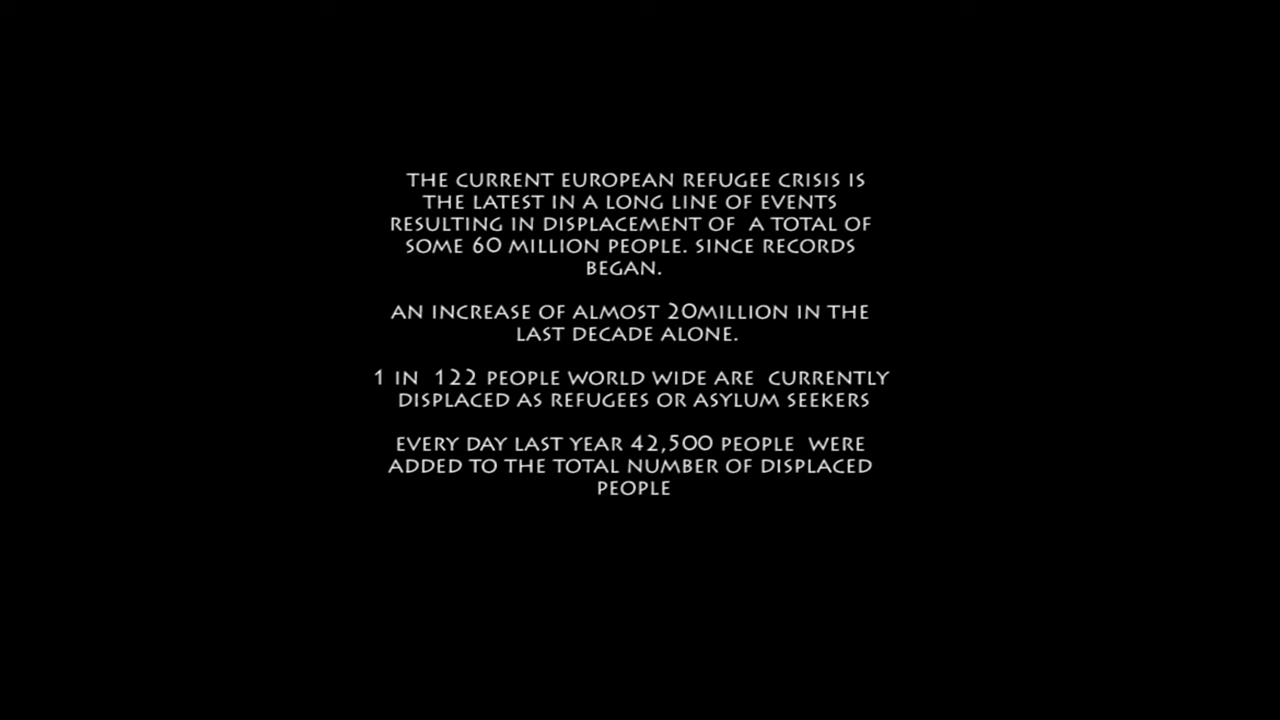 THE CURRENT EUROPEAN REFUGEE CRISIS IS
THE LATEST IN A LONG LINE OF EVENTS
RESULTING IN DISPLACEMENT OF A TOTAL OF
SOME 60 MILLION PEOPLE. SINCE RECORDS
BEGAN.
AN INCREASE OF ALMOST 20MILLION IN THE
LAST DECADE ALONE.
1 IN 122 PEOPLE WORLD WIDE ARE CURRENTLY
DISPLACED AS REFUGEES OR ASYLUM SEEKERS
EVERY DAY LAST YEAR 42,500 PEOPLE WERE
ADDED TO THE TOTAL NUMBER OF DISPLACED
PEOPLE